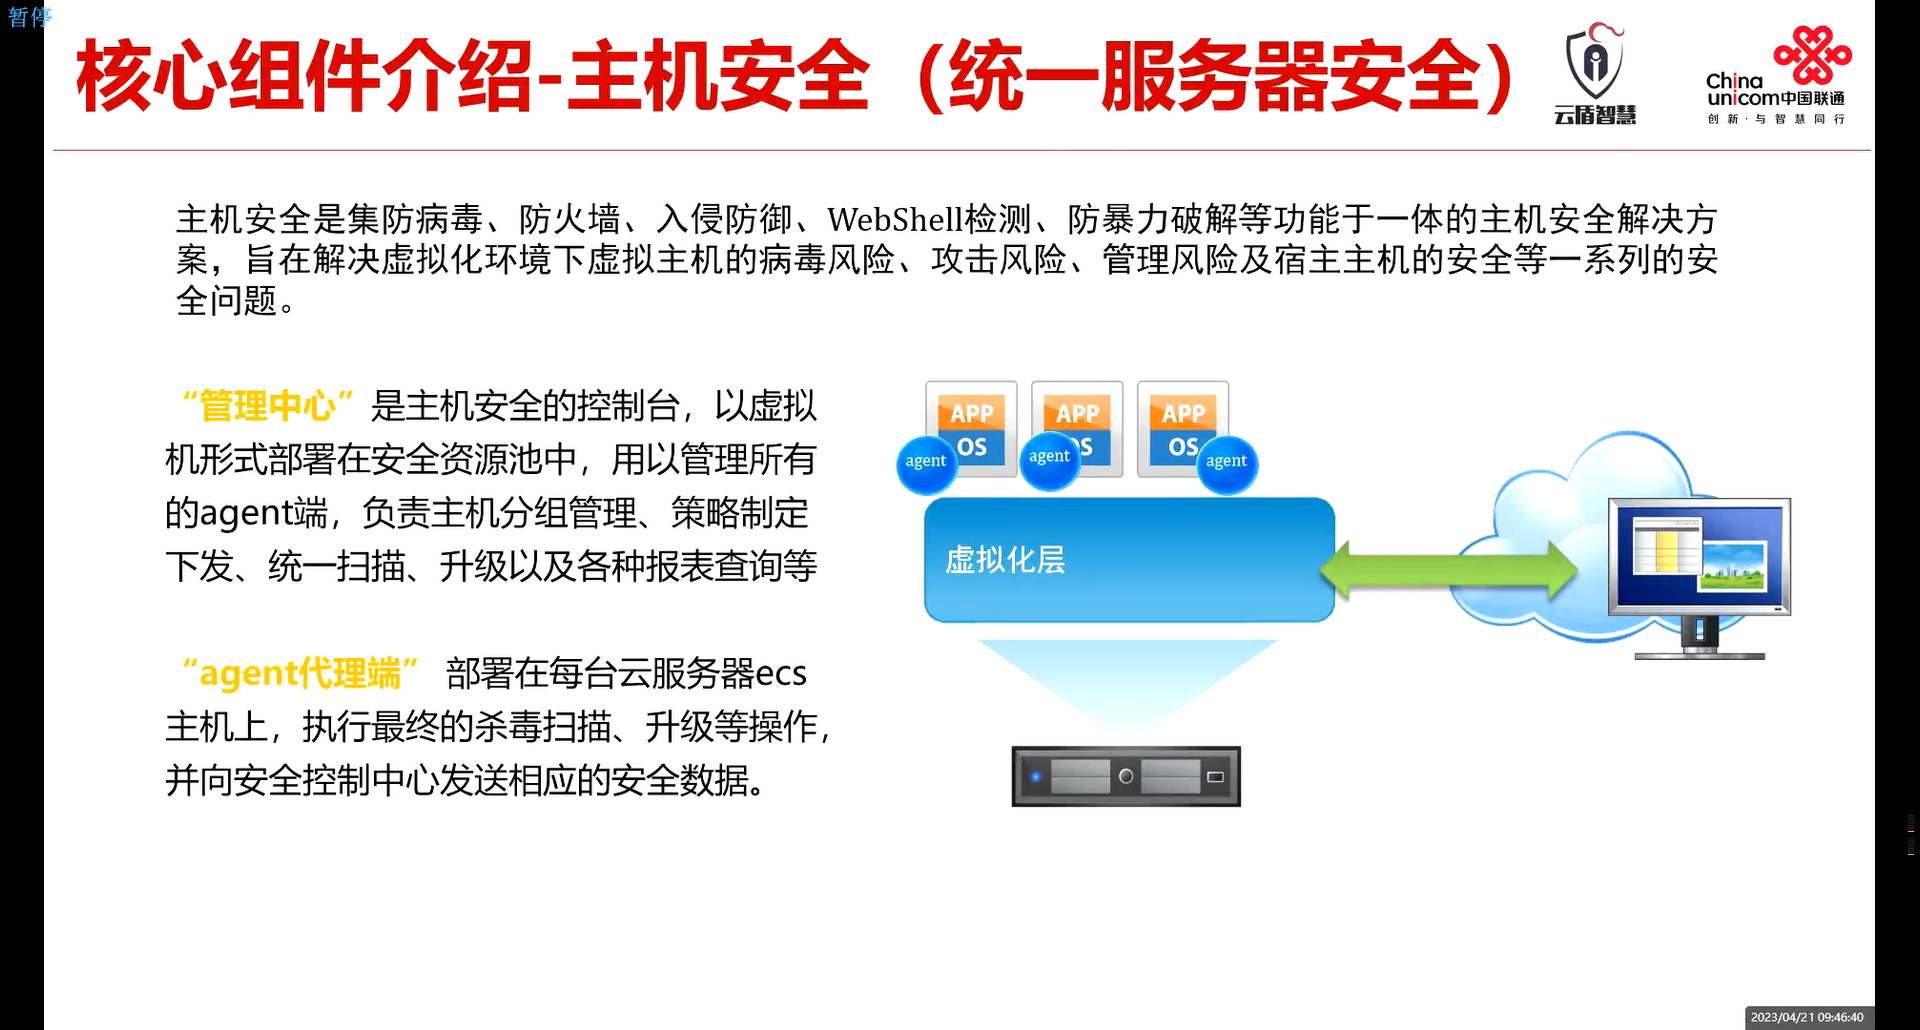 暂停
核心组件介绍-主机安全（统一服务器安全）
云盾智慧
China
unicom中国联通
创新·与智慧同行
主机安全是集防病毒、防火墙、入侵防御、WebShell检测、防暴力破解等功能于一体的主机安全解决方
案，旨在解决虚拟化环境下虚拟主机的病毒风险、攻击风险、管理风险及宿主主机的安全等一系列的安
全问题。
“管理中心”是主机安全的控制台，以虚拟
机形式部署在安全资源池中，用以管理所有
的agent端，负责主机分组管理、策略制定
下发、统一扫描、升级以及各种报表查询等
“agent代理端” 部署在每台云服务器ecs
主机上，执行最终的杀毒扫描、升级等操作，
并向安全控制中心发送相应的安全数据。
APP
OS
agent
APP
OS
agent
APP
OS
agent
虚拟化层
2023/04/21 09:46:40